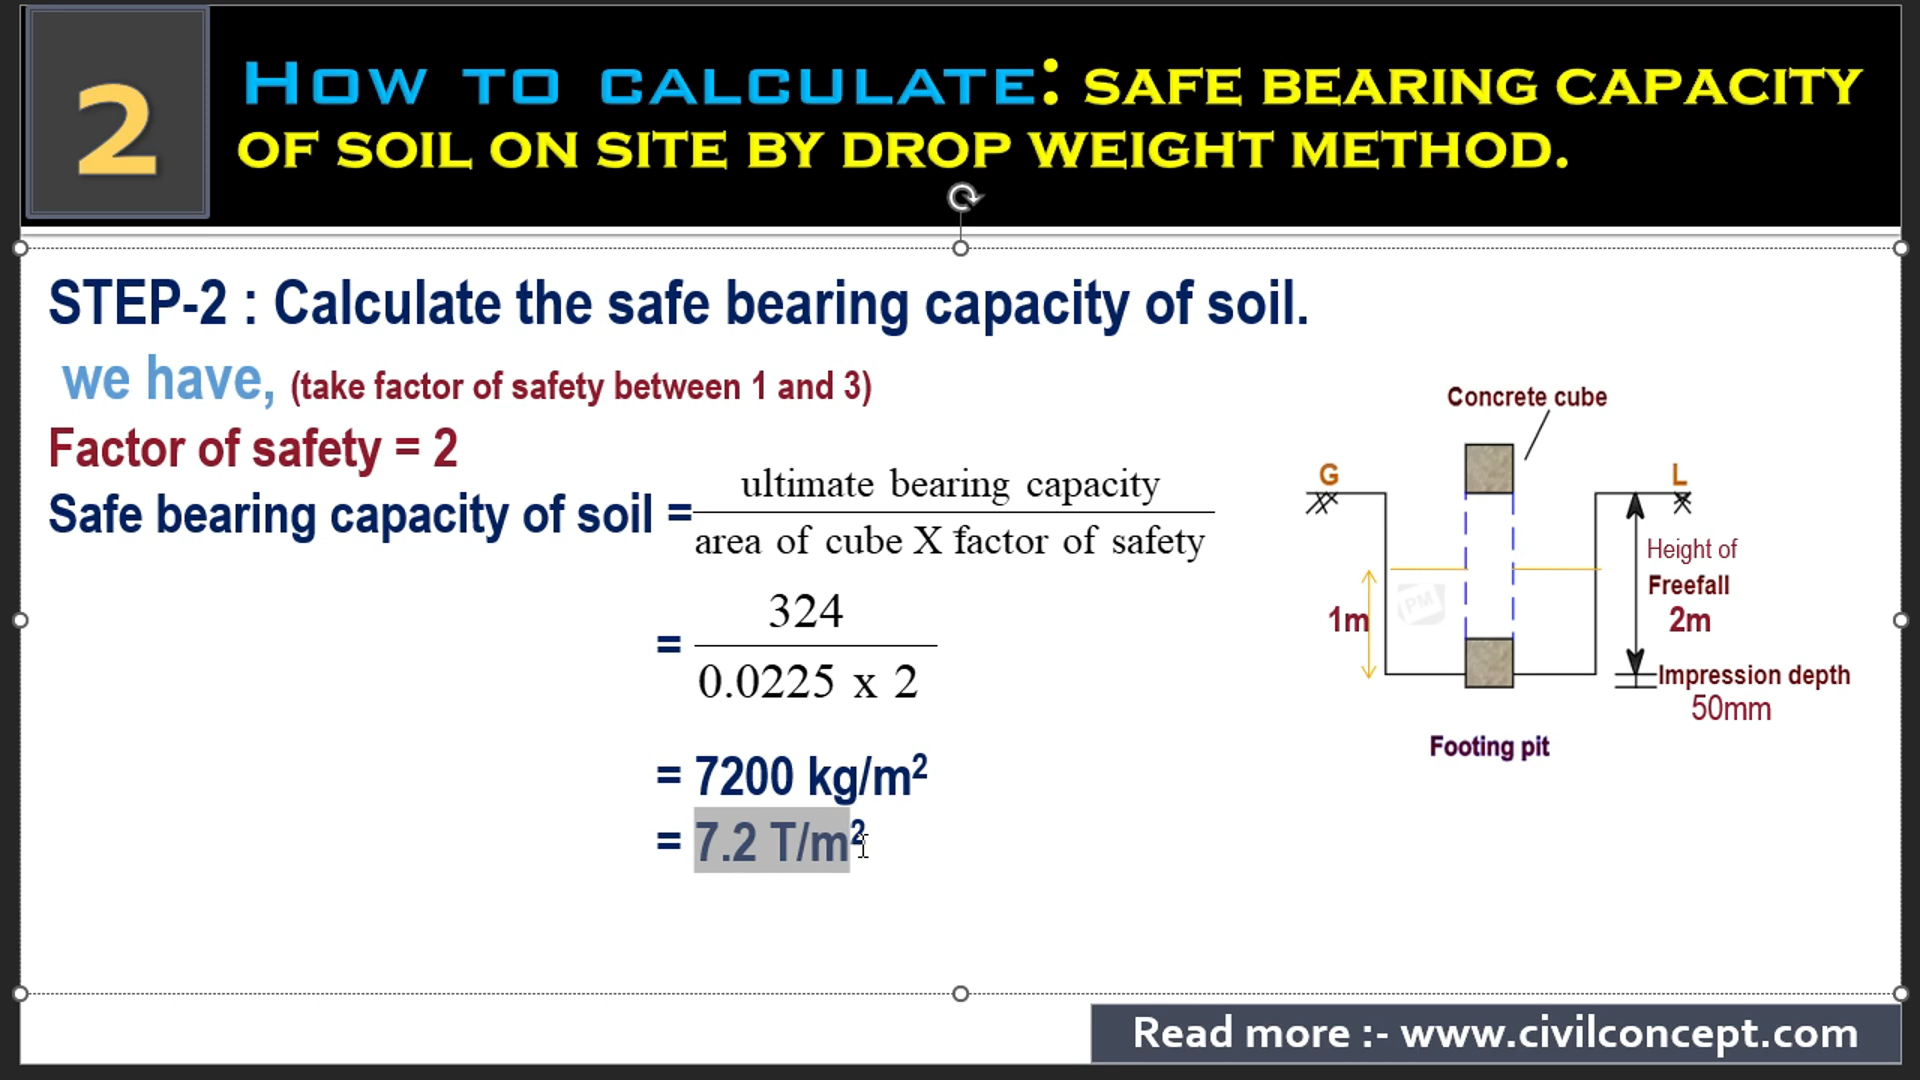 2
HOW TO CALCULATE: SAFE BEARING CAPACITY
OF SOIL ON SITE BY DROP WEIGHT METHOD.
STEP-2 : Calculate the safe bearing capacity of soil.
we have, (take factor of safety between 1 and 3)
Factor of safety = 2
Safe bearing capacity of soil =
ultimate bearing capacity
area of cube X factor of safety
=
324
0.0225 x 2
= 7200 kg/m²
= 7.2 T/m²
Concrete cube
G
L
Height of
Freefall
2m
1m
PM
Impression depth
50mm
Footing pit
Read more :- www.civilconcept.com